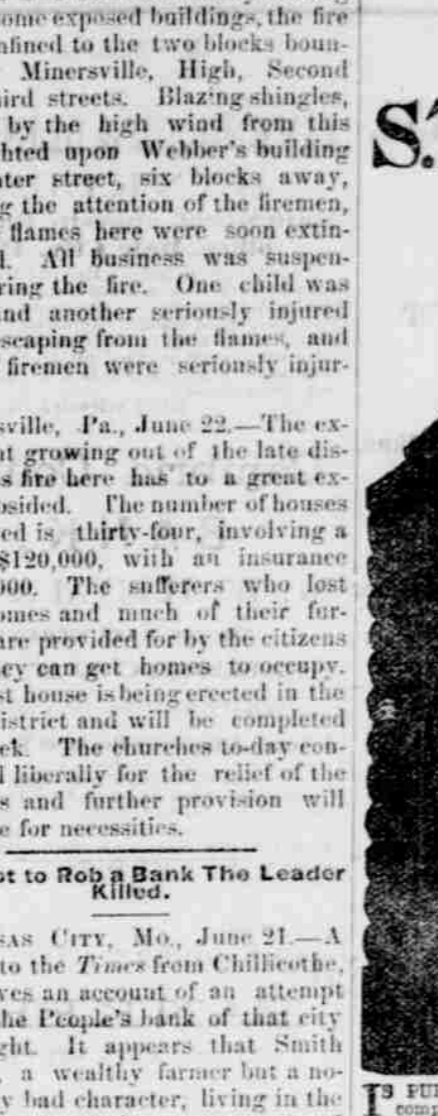 ome exposed buildings, the fire
nfined to the two blocks boun-
Minersville, High, Second
hird streets. Blazing shingles,
by the high wind from this
hted upon Webber's building
ater street, six blocks away,
g the attention of the firemen,
flames here were soon extin-
d. All business was suspen-
ring the fire. One child was
and another seriously injured
scaping from the flames, and
firemen were seriously injur-
sville, Pa., June 22.—The ex-
nt growing out of the late dis-
s fire here has to a great ex-
bsided. The number of houses
ed is thirty-four, involving a
$120,000, with an insurance
000. The sufferers who lost
omes and much of their fur-
are provided for by the citizens
ey can get homes to occupy.
st house is being erected in the
istrict and will be completed
ek. The churches to-day con-
d liberally for the relief of the
s and further provision will
e for necessities.
pt to Rob a Bank The Leader
Killed.
SAS CITY, Mo., June 21.—A
to the Times from Chillicothe,
ves an account of an attempt
he People's bank of that city
ght. It appears that Smith
, a wealthy farmer but a no-
y bad character, living in the
S.